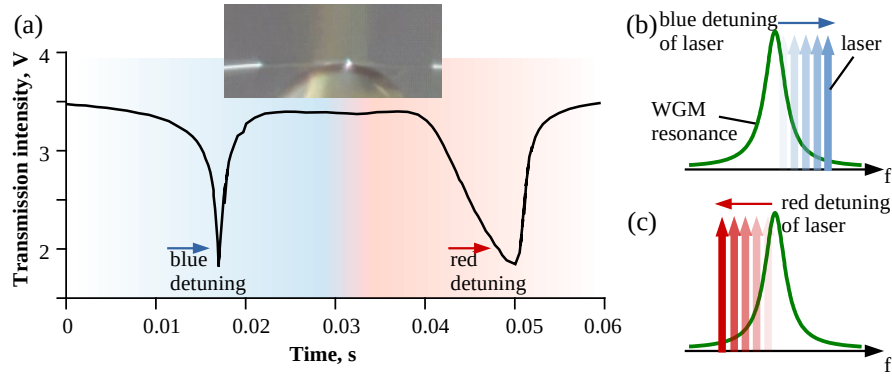 (a)
Transmission intensity, V
4
3
2
blue
detuning
red
detuning
0
0.01
0.02
0.03
0.04
0.05
0.06
Time, s
(b)
blue detuning
of laser
laser
WGM
resonance
f
(c)
red detuning
of laser
f